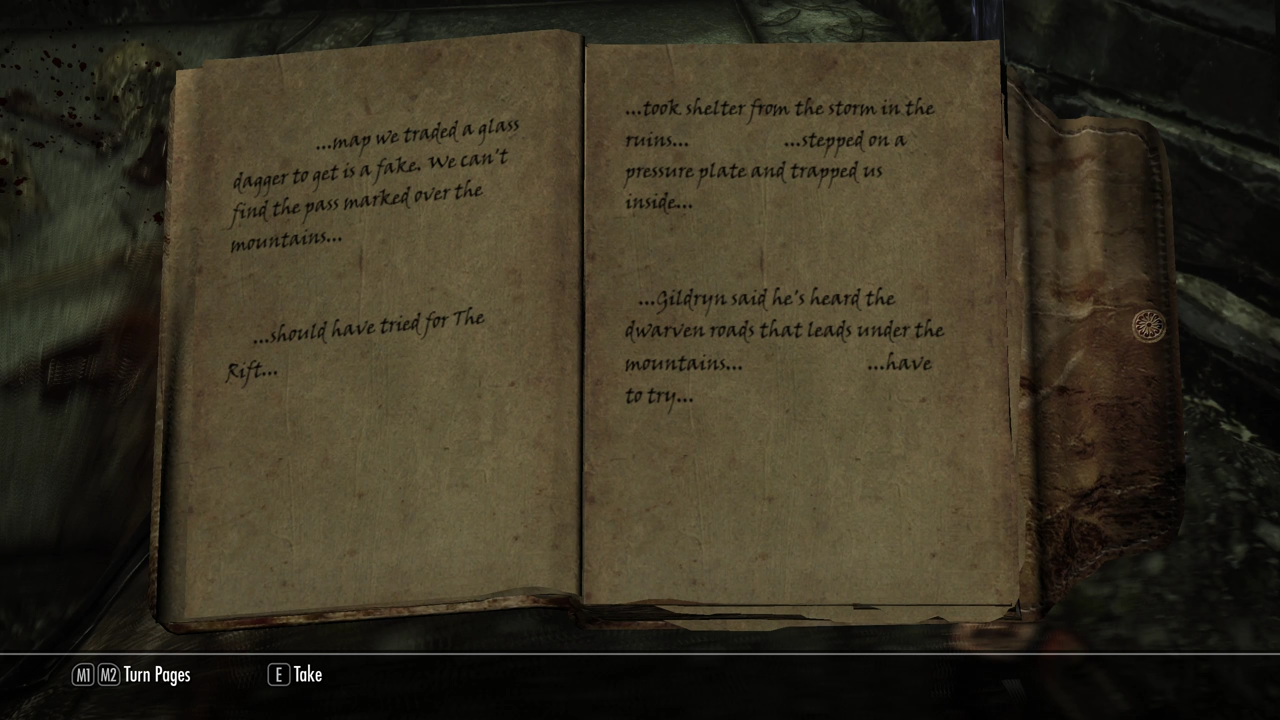 ...map we traded a glass
dagger to get is a fake. We can't
find the pass marked over the
mountains...
...should have tried for The
Rift...
...took shelter from the storm in the
ruins... ...stepped on a
pressure plate and trapped us
inside...
...Gildryn said he's heard the
dwarven roads that leads under the
mountains... ...have
to try...
M1 M2 Turn Pages
E Take